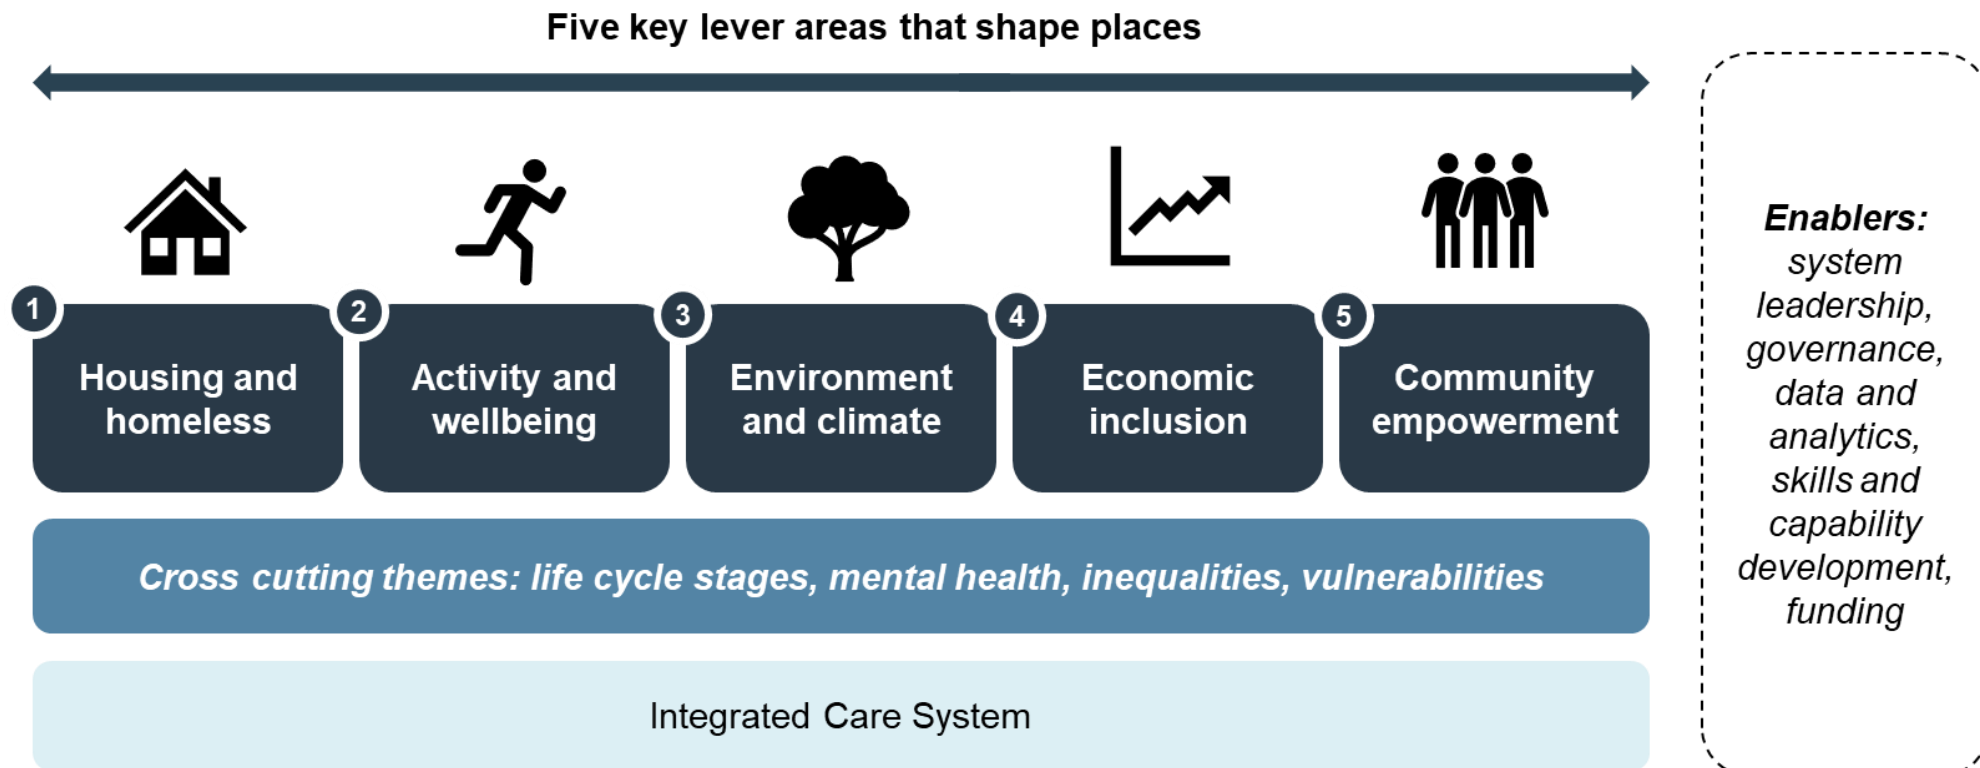 Five key lever areas that shape places
1
Housing and
homeless
2
Activity and
wellbeing
3
Environment
and climate
4
Economic
inclusion
5
Community
empowerment
Cross cutting themes: life cycle stages, mental health, inequalities, vulnerabilities
Integrated Care System
Enablers:
system
leadership,
governance,
data and
analytics,
skills and
capability
development,
funding